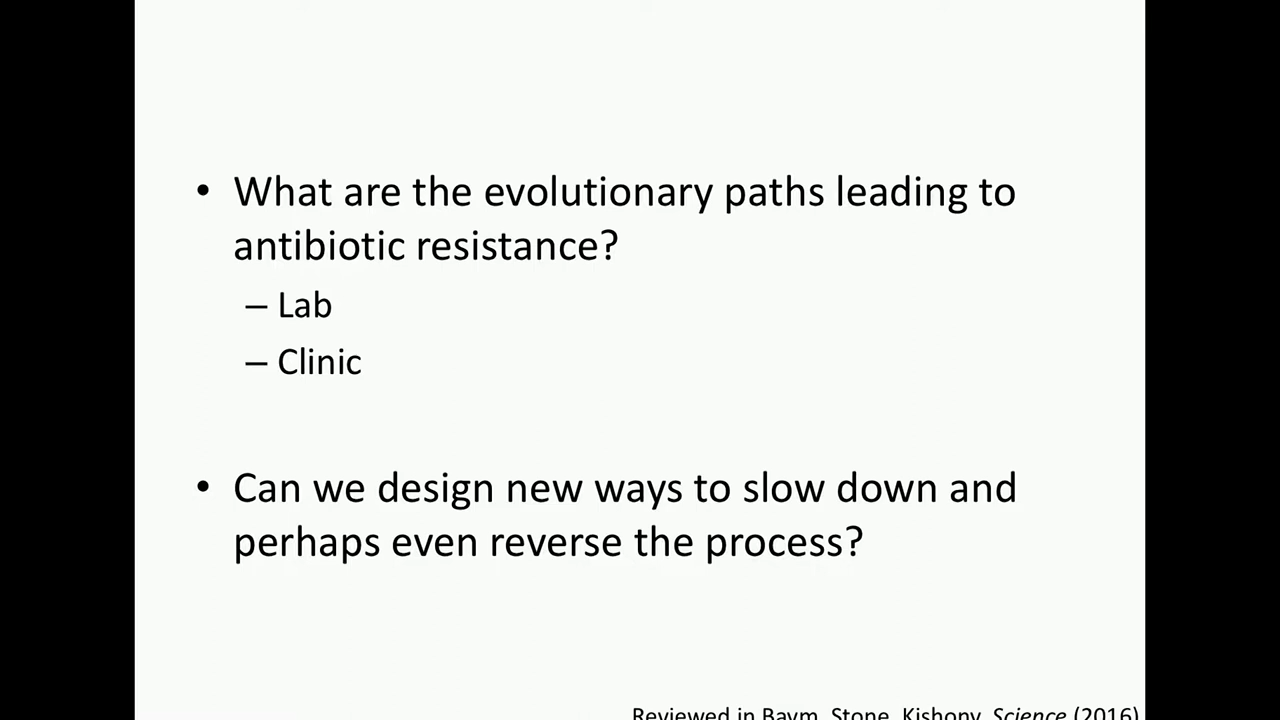 • What are the evolutionary paths leading to
antibiotic resistance?
– Lab
– Clinic
• Can we design new ways to slow down and
perhaps even reverse the process?
Reviewed in Baym, Stone, Kishony, Science (2016)